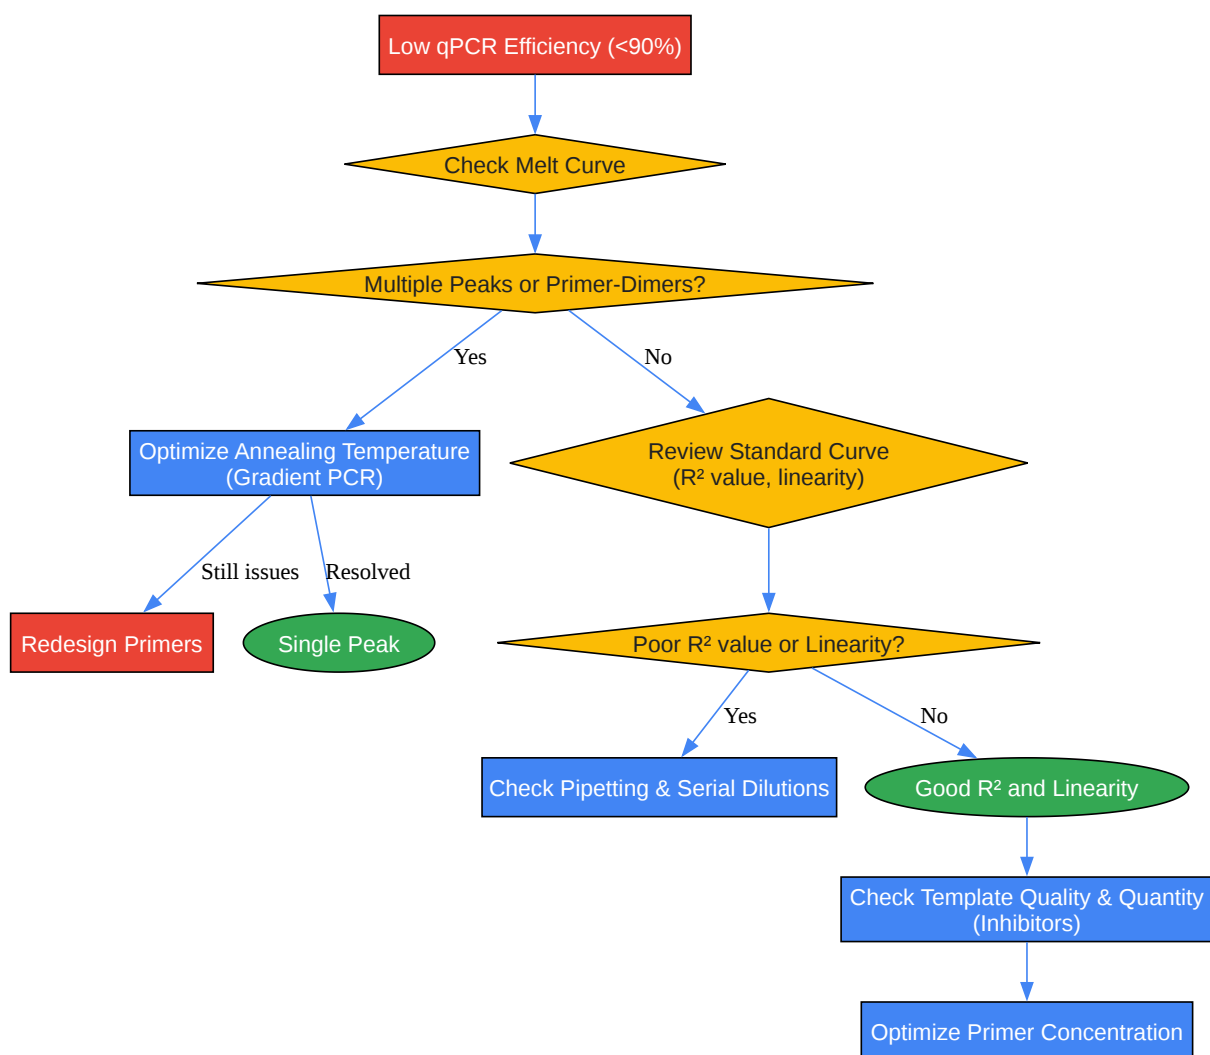 Low qPCR Efficiency (<90%)
Check Melt Curve
Multiple Peaks or Primer-Dimers?
Yes
No
Optimize Annealing Temperature
(Gradient PCR)
Review Standard Curve
(R² value, linearity)
Still issues
Resolved
Redesign Primers
Single Peak
Poor R² value or Linearity?
Yes
No
Check Pipetting & Serial Dilutions
Good R² and Linearity
Check Template Quality & Quantity
(Inhibitors)
Optimize Primer Concentration